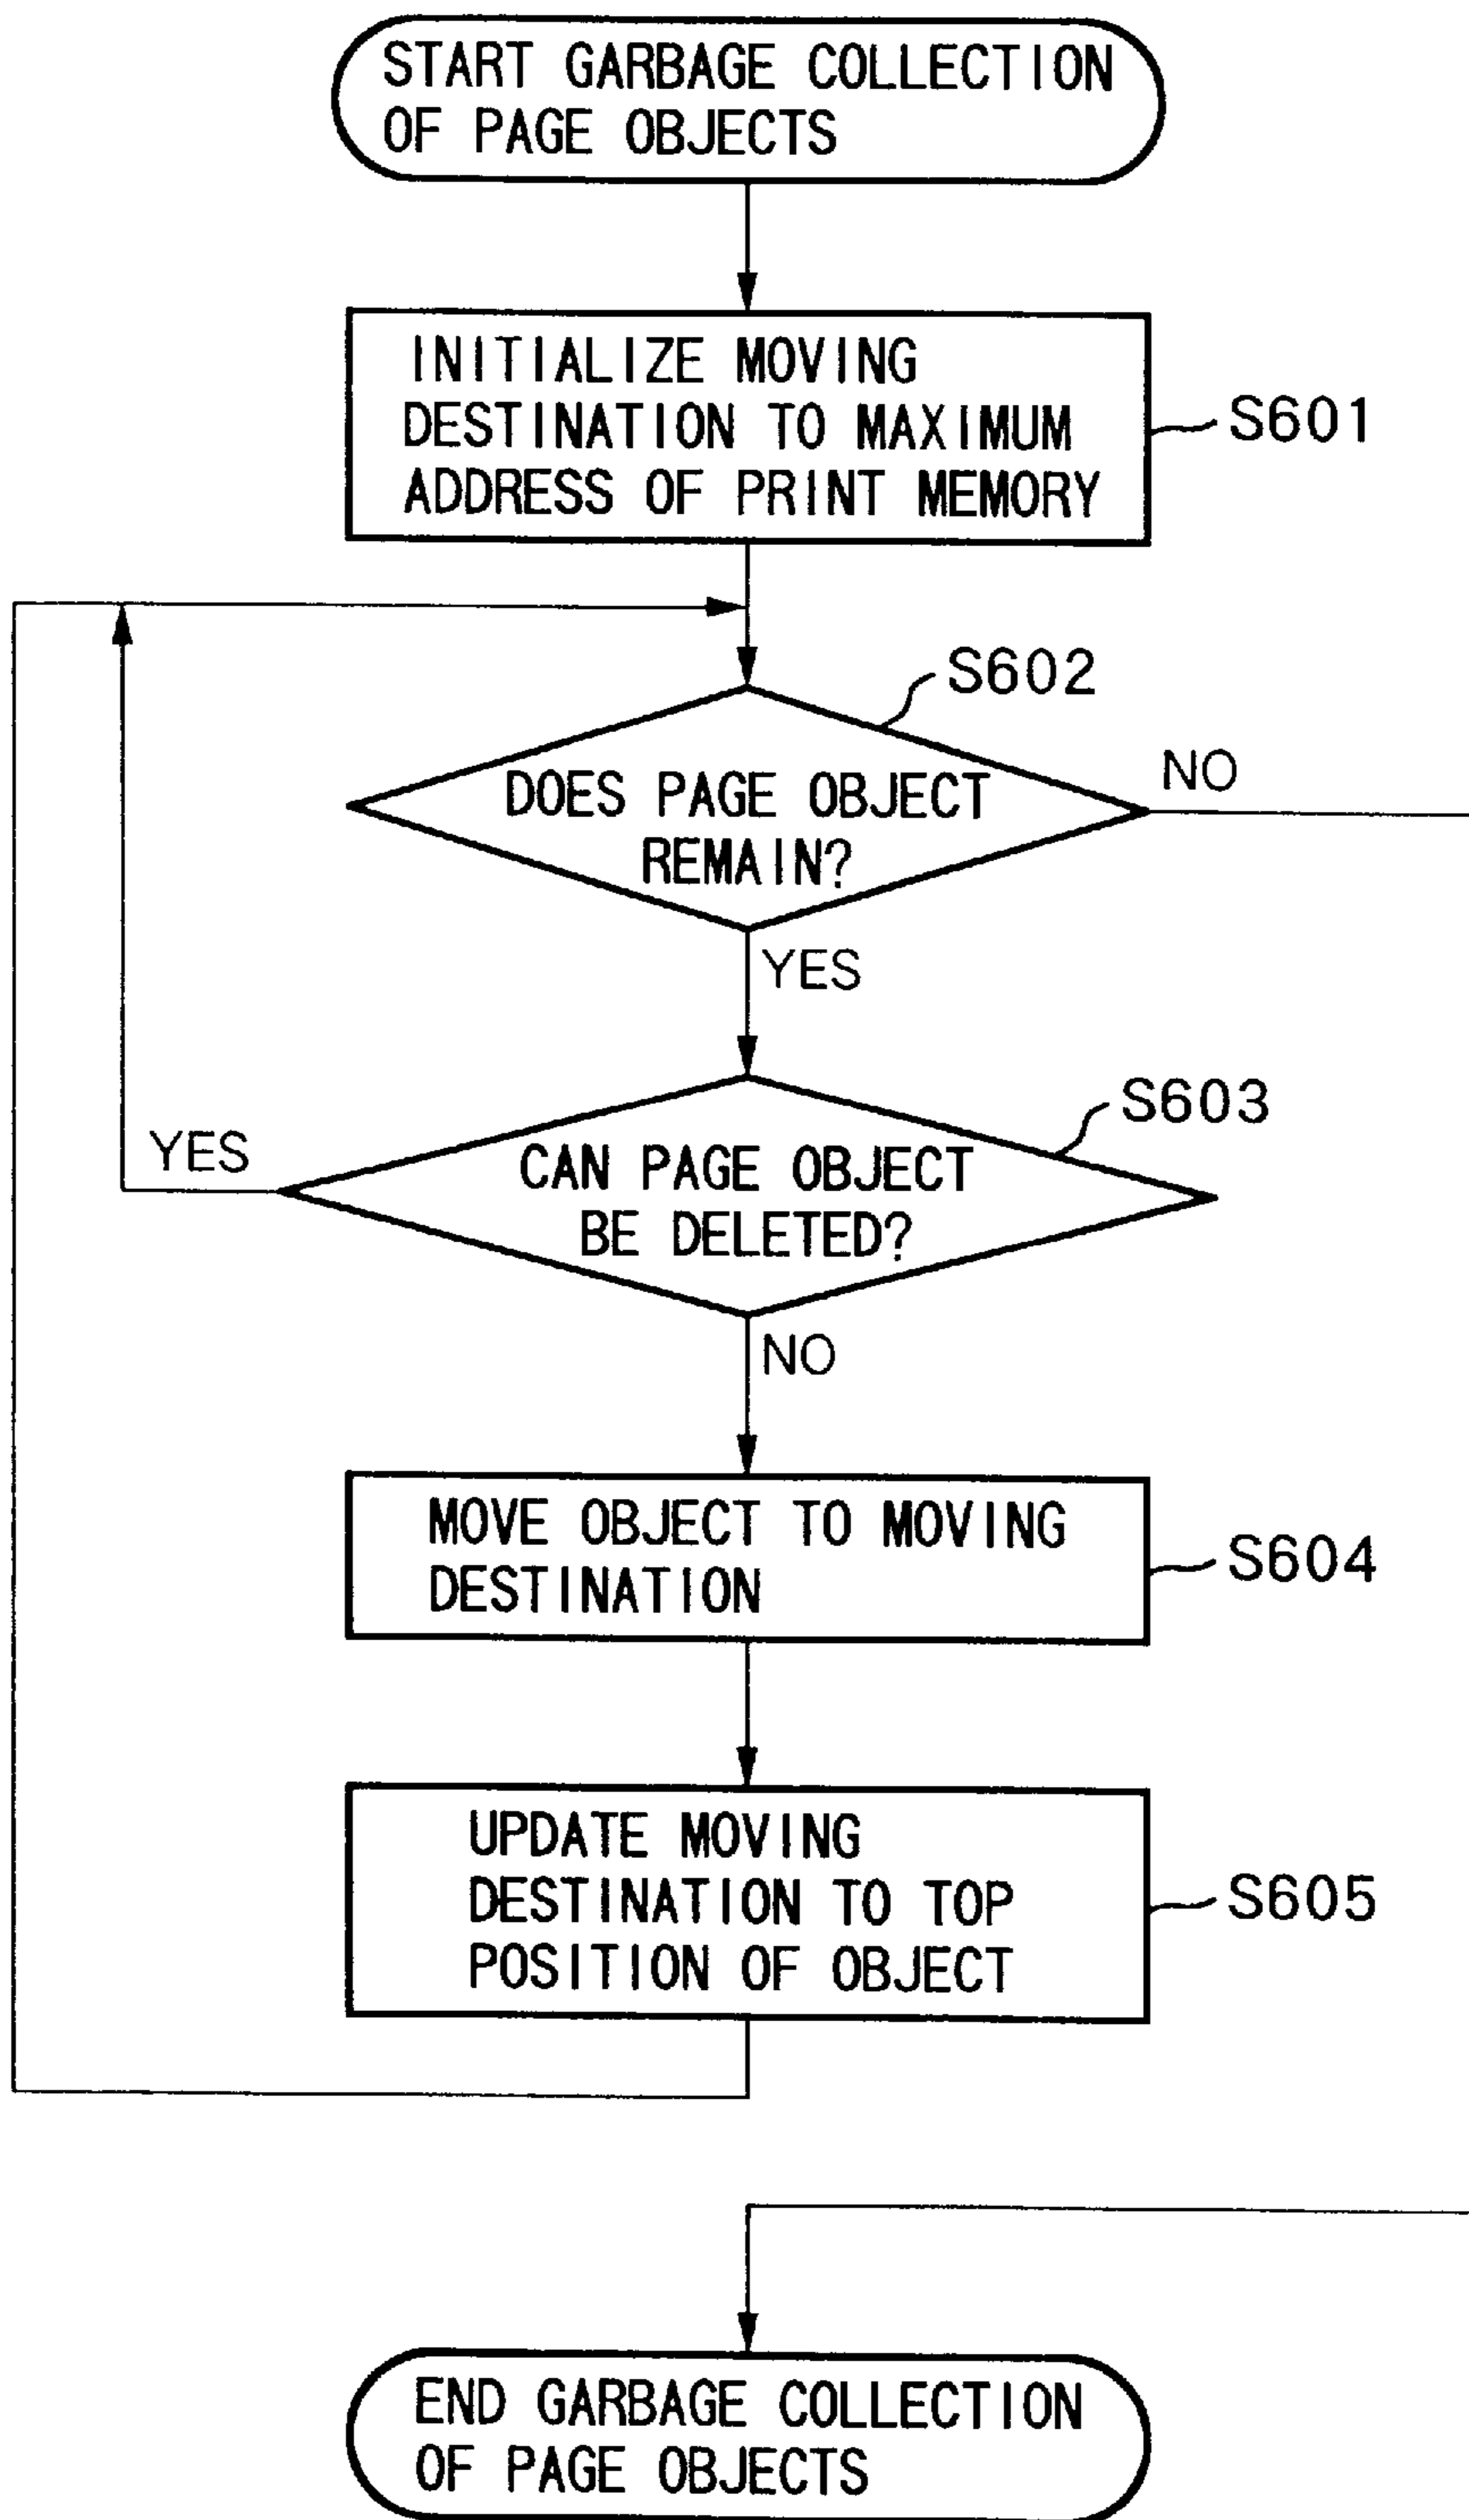 START GARBAGE COLLECTION
OF PAGE OBJECTS
INITIALIZE MOVING
DESTINATION TO MAXIMUM
ADDRESS OF PRINT MEMORY
S601
S602
DOES PAGE OBJECT
REMAIN?
NO
YES
S603
CAN PAGE OBJECT
BE DELETED?
YES
NO
MOVE OBJECT TO MOVING
DESTINATION
S604
UPDATE MOVING
DESTINATION TO TOP
POSITION OF OBJECT
S605
END GARBAGE COLLECTION
OF PAGE OBJECTS